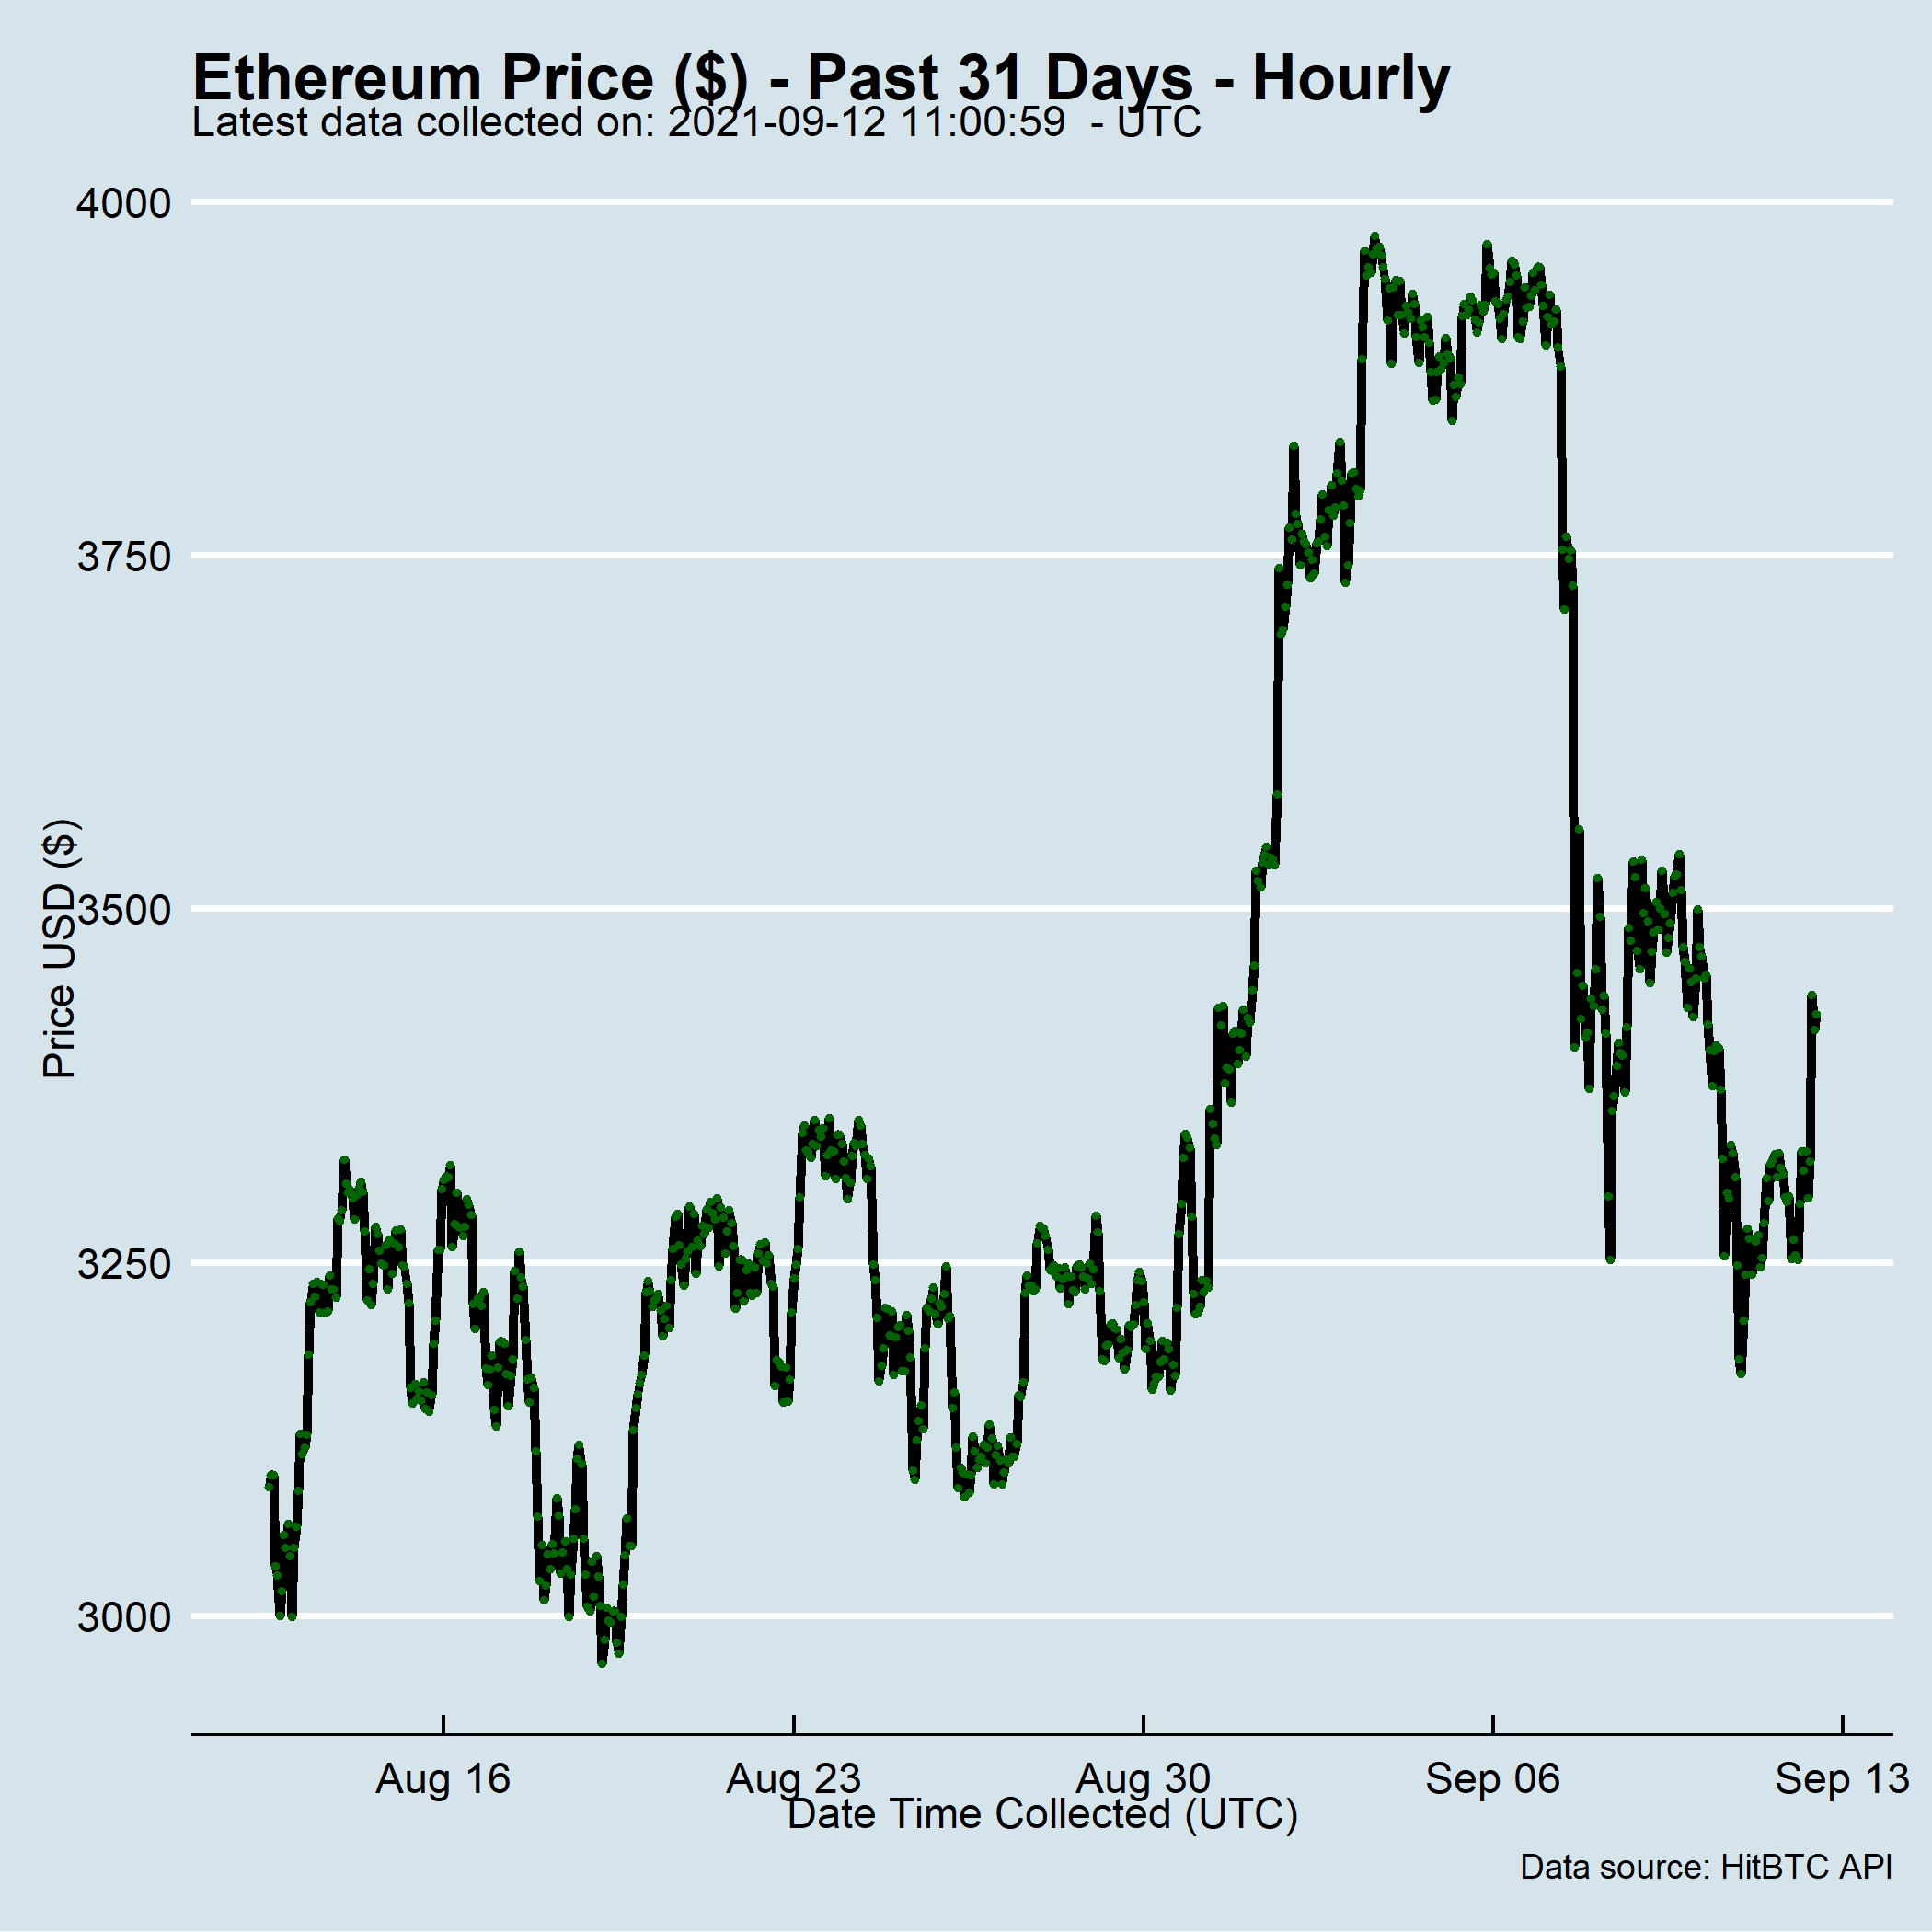 Ethereum Price ($) - Past 31 Days - Hourly
Latest data collected on: 2021-09-12 11:00:59  - UTC
4000
3750
3500
3250
3000
Price USD ($)
Aug 16
Aug 23
Aug 30
Sep 06
Sep 13
Date Time Collected (UTC)
Data source: HitBTC API